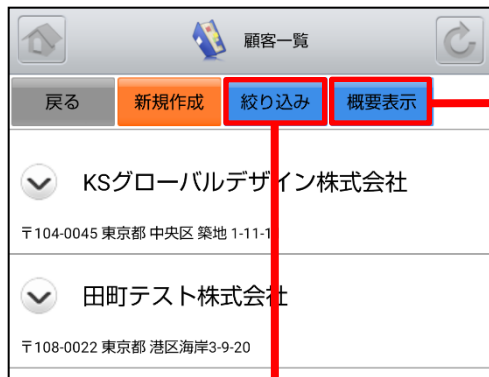 顧客一覧
戻る 新規作成 絞り込み 概要表示
KSグローバルデザイン株式会社
〒104-0045 東京都 中央区 築地 1-11-1
田町テスト株式会社
〒108-0022 東京都 港区海岸3-9-20